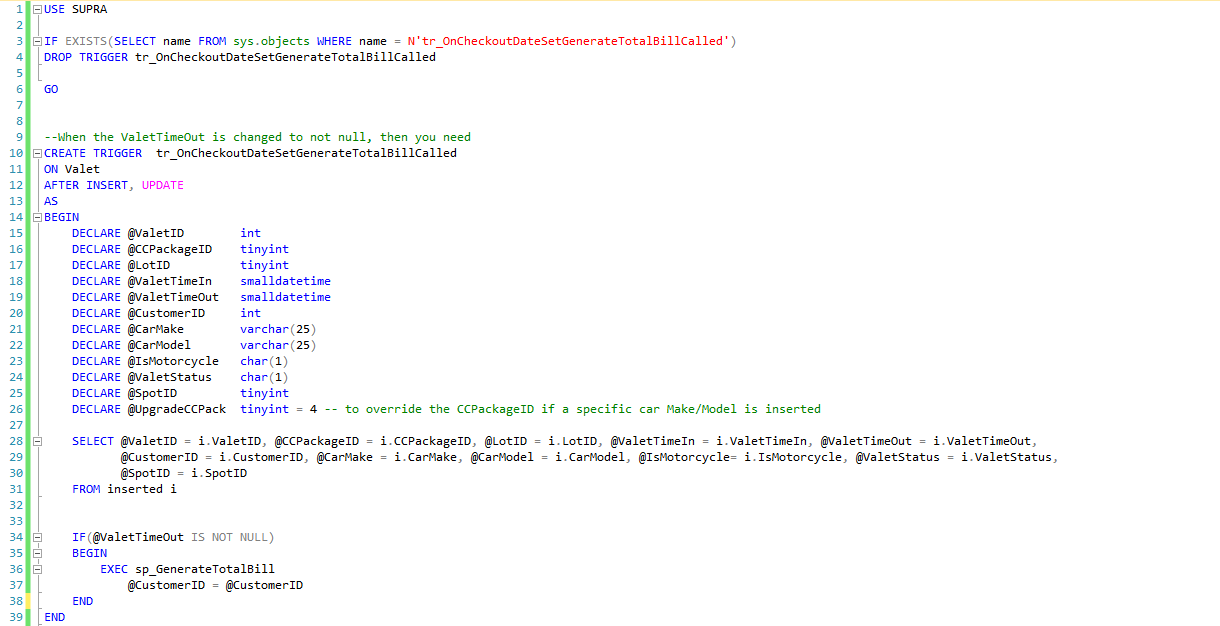 1 USE SUPRA
2
3 IF EXISTS(SELECT name FROM sys.objects WHERE name = N'tr_OnCheckoutDateSetGenerateTotalBillCalled')
4 DROP TRIGGER tr_OnCheckoutDateSetGenerateTotalBillCalled
5
6 GO
7
8
9 --When the ValetTimeOut is changed to not null, then you need
10 CREATE TRIGGER  tr_OnCheckoutDateSetGenerateTotalBillCalled
11 ON Valet
12 AFTER INSERT, UPDATE
13 AS
14 BEGIN
15     DECLARE @ValetID        int
16     DECLARE @CCPackageID    tinyint
17     DECLARE @LotID          tinyint
18     DECLARE @ValetTimeIn    smalldatetime
19     DECLARE @ValetTimeOut   smalldatetime
20     DECLARE @CustomerID     int
21     DECLARE @CarMake        varchar(25)
22     DECLARE @CarModel       varchar(25)
23     DECLARE @IsMotorcycle   char(1)
24     DECLARE @ValetStatus    char(1)
25     DECLARE @SpotID         tinyint
26     DECLARE @UpgradeCCPack  tinyint = 4 -- to override the CCPackageID if a specific car Make/Model is inserted
27
28     SELECT @ValetID = i.ValetID, @CCPackageID = i.CCPackageID, @LotID = i.LotID, @ValetTimeIn = i.ValetTimeIn, @ValetTimeOut = i.ValetTimeOut,
29            @CustomerID = i.CustomerID, @CarMake = i.CarMake, @CarModel = i.CarModel, @IsMotorcycle= i.IsMotorcycle, @ValetStatus = i.ValetStatus,
30            @SpotID = i.SpotID
31     FROM inserted i
32
33
34     IF(@ValetTimeOut IS NOT NULL)
35     BEGIN
36         EXEC sp_GenerateTotalBill
37             @CustomerID = @CustomerID
38     END
39 END